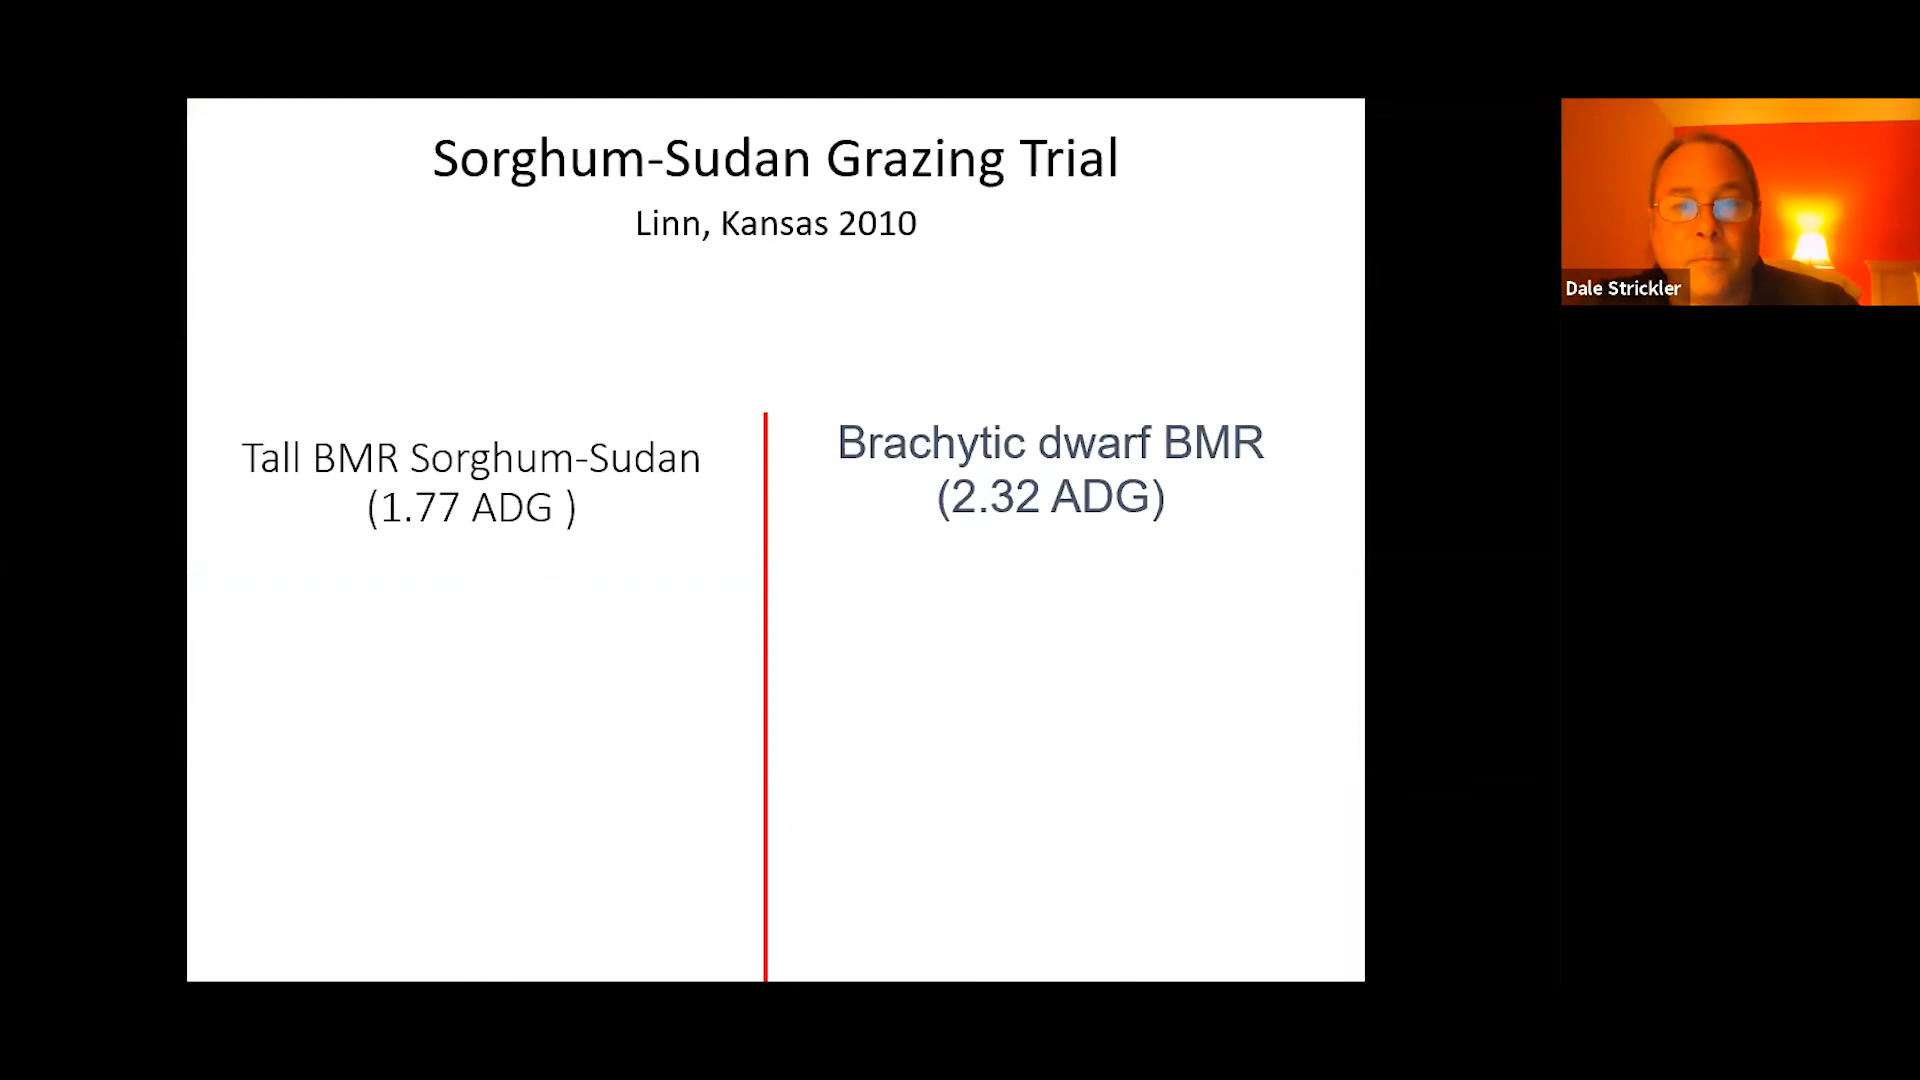 Sorghum-Sudan Grazing Trial
Linn, Kansas 2010
Tall BMR Sorghum-Sudan
(1.77 ADG )
Brachytic dwarf BMR
(2.32 ADG)
Dale Strickler